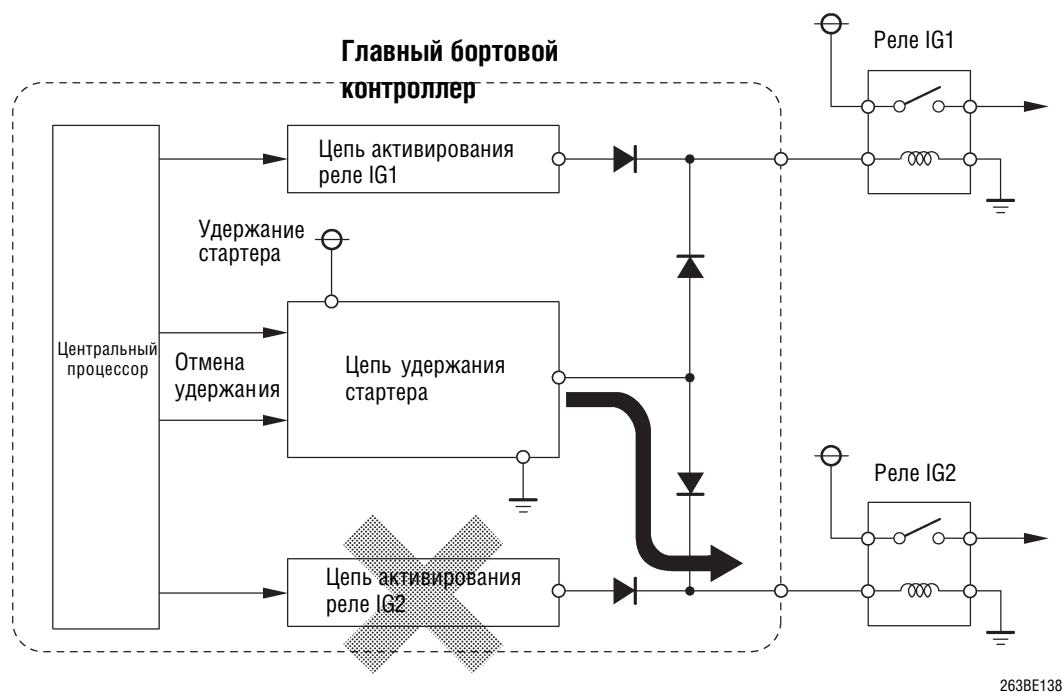 Главный бортовой
контроллер
Реле IG1
Цепь активирования
реле IG1
Удержание
стартера
Центральный
процессор
Отмена
удержания
Цепь удержания
стартера
Реле IG2
Цепь активирования
реле IG2
263BE138